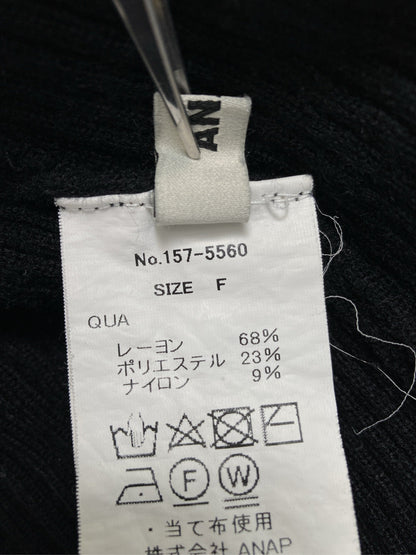 AN
No.157-5560
SIZE F
QUA
レーヨン 68%
ポリエステル 23%
ナイロン 9%
F W
・当て布使用
株式会社 ANAP